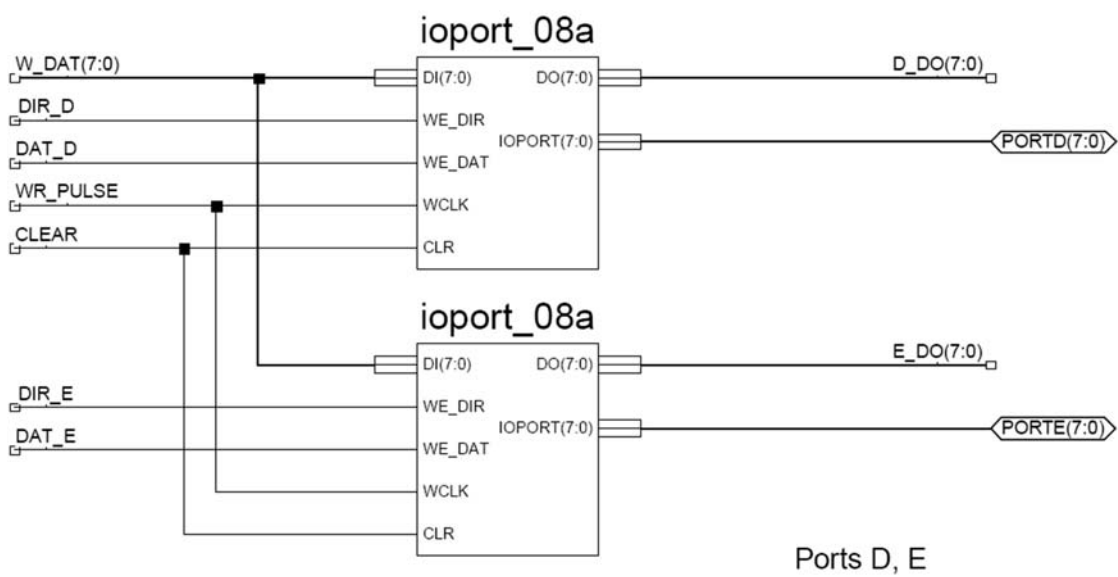 ioport_08a
W_DAT(7:0)
DI(7:0)
DO(7:0)
D_DO(7:0)
DIR_D
WE_DIR
IOPORT(7:0)
PORTD(7:0)
DAT_D
WE_DAT
WR_PULSE
WCLK
CLEAR
CLR
ioport_08a
DI(7:0)
DO(7:0)
E_DO(7:0)
DIR_E
WE_DIR
IOPORT(7:0)
PORTE(7:0)
DAT_E
WE_DAT
WCLK
CLR
Ports D, E